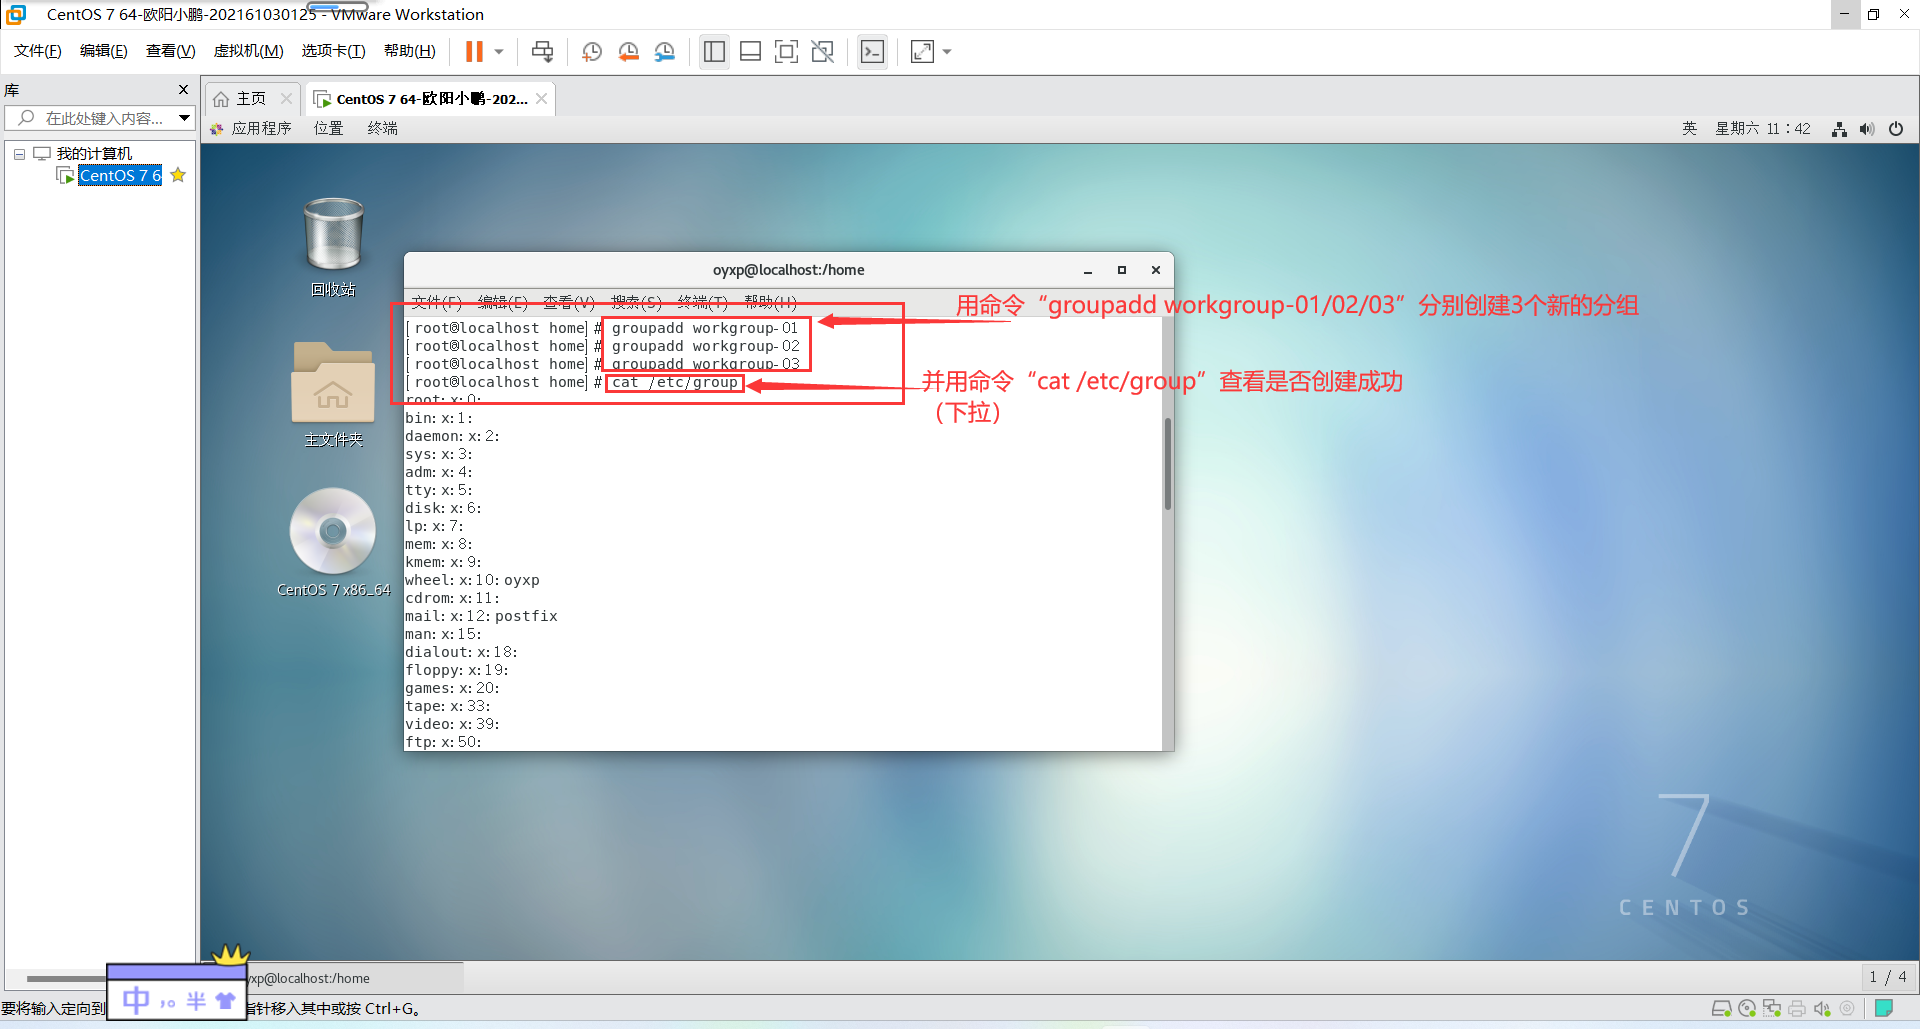 CentOS 7 64-欧阳小鹏-202161030125 - VMware Workstation
文件(F) 编辑(E) 查看(V) 虚拟机(M) 选项卡(T) 帮助(H)
库
在此处键入内容...
我的计算机
CentOS 7 6
主页
CentOS 7 64-欧阳小鹏-202...
应用程序 位置 终端
英 星期六 11：42
回收站
主文件夹
CentOS 7 x86_64
oyxp@localhost:/home
文件(F) 编辑(E) 查看(V) 搜索(S) 终端(T) 帮助(H)
[root@localhost home]# groupadd workgroup-01
[root@localhost home]# groupadd workgroup-02
[root@localhost home]# groupadd workgroup-03
[root@localhost home]# cat /etc/group
root:x:0:
bin:x:1:
daemon:x:2:
sys:x:3:
adm:x:4:
tty:x:5:
disk:x:6:
lp:x:7:
mem:x:8:
kmem:x:9:
wheel:x:10:oyxp
cdrom:x:11:
mail:x:12:postfix
man:x:15:
dialout:x:18:
floppy:x:19:
games:x:20:
tape:x:33:
video:x:39:
ftp:x:50:
用命令“groupadd workgroup-01/02/03”分别创建3个新的分组
并用命令“cat /etc/group”查看是否创建成功
（下拉）
7
CENTOS
yxp@localhost:/home
1 / 4
要将输入定向到
中 ,。半
指针移入其中或按 Ctrl+G。